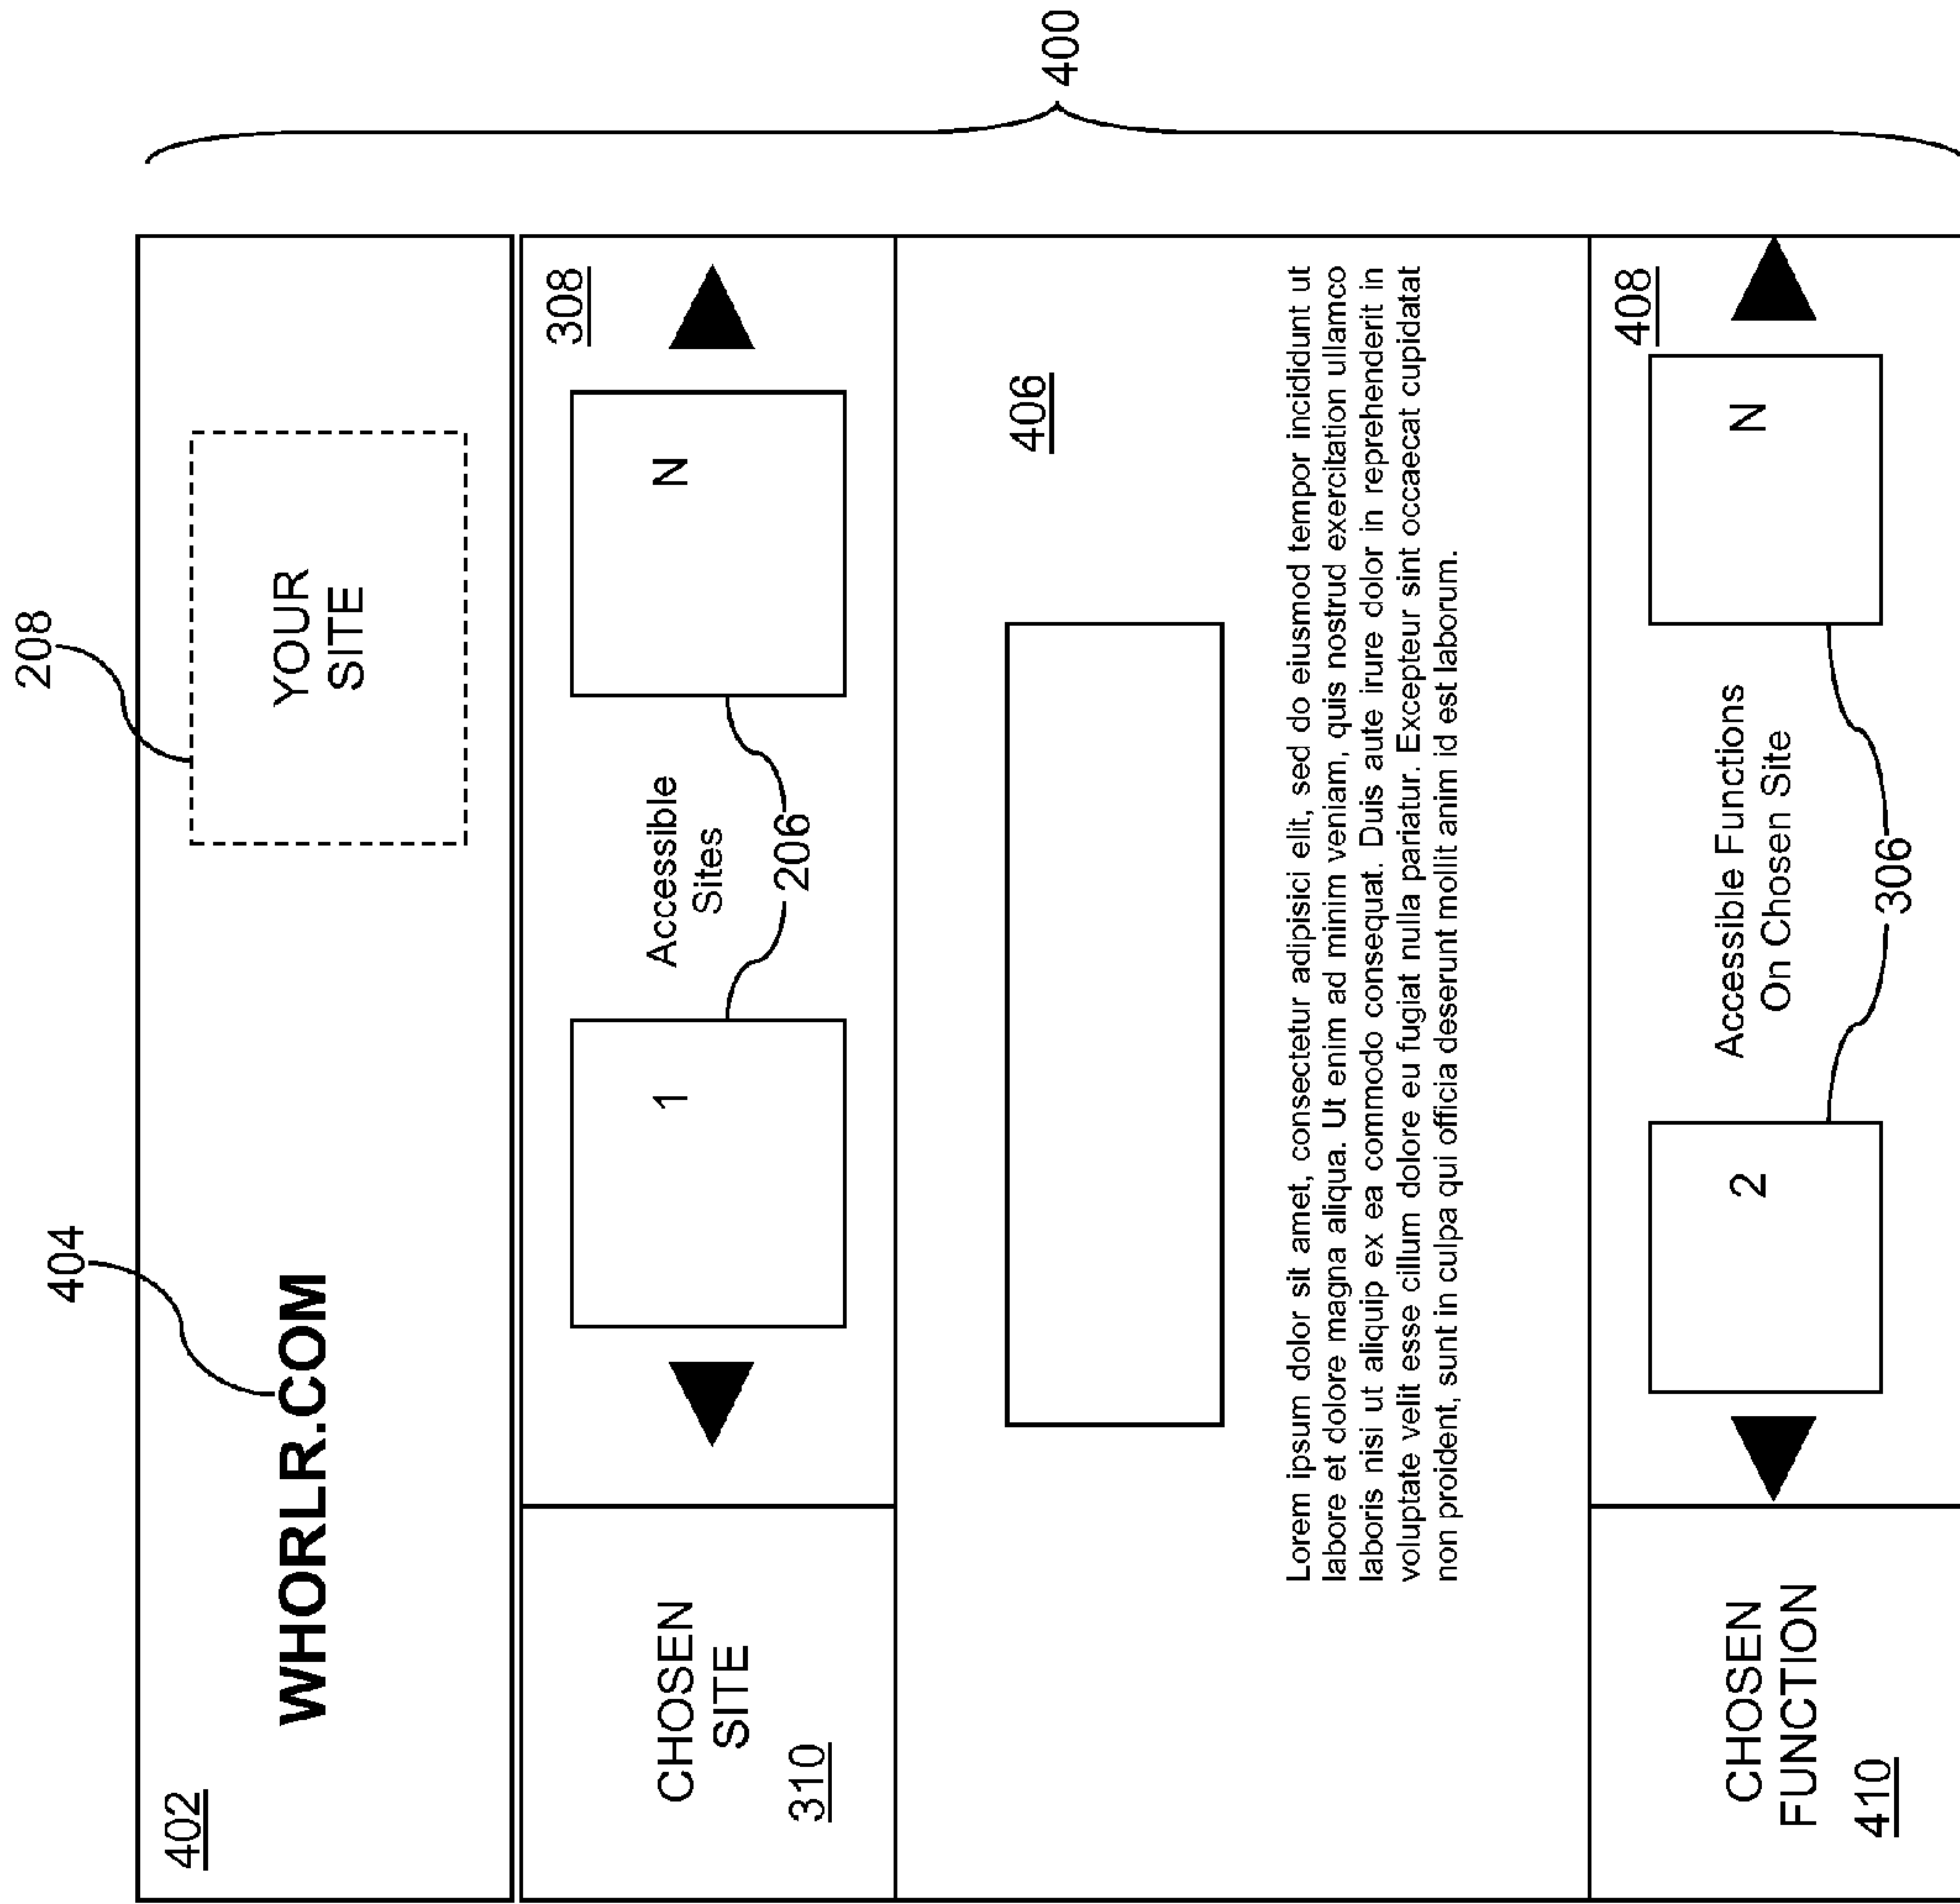 404
208
402
WHORLR.COM
YOUR
SITE
CHOSEN
SITE
310
1
Accessible
Sites
206
N
308
400
406
Lorem ipsum dolor sit amet, consectetur adipisici elit, sed do eiusmod tempor incididunt ut
labore et dolore magna aliqua. Ut enim ad minim veniam, quis nostrud exercitation ullamco
laboris nisi ut aliquip ex ea commodo consequat. Duis aute irure dolor in reprehenderit in
voluptate velit esse cillum dolore eu fugiat nulla pariatur. Excepteur sint occaecat cupidatat
non proident, sunt in culpa qui officia deserunt mollit anim id est laborum.
CHOSEN
FUNCTION
410
2
Accessible Functions
On Chosen Site
306
N
408